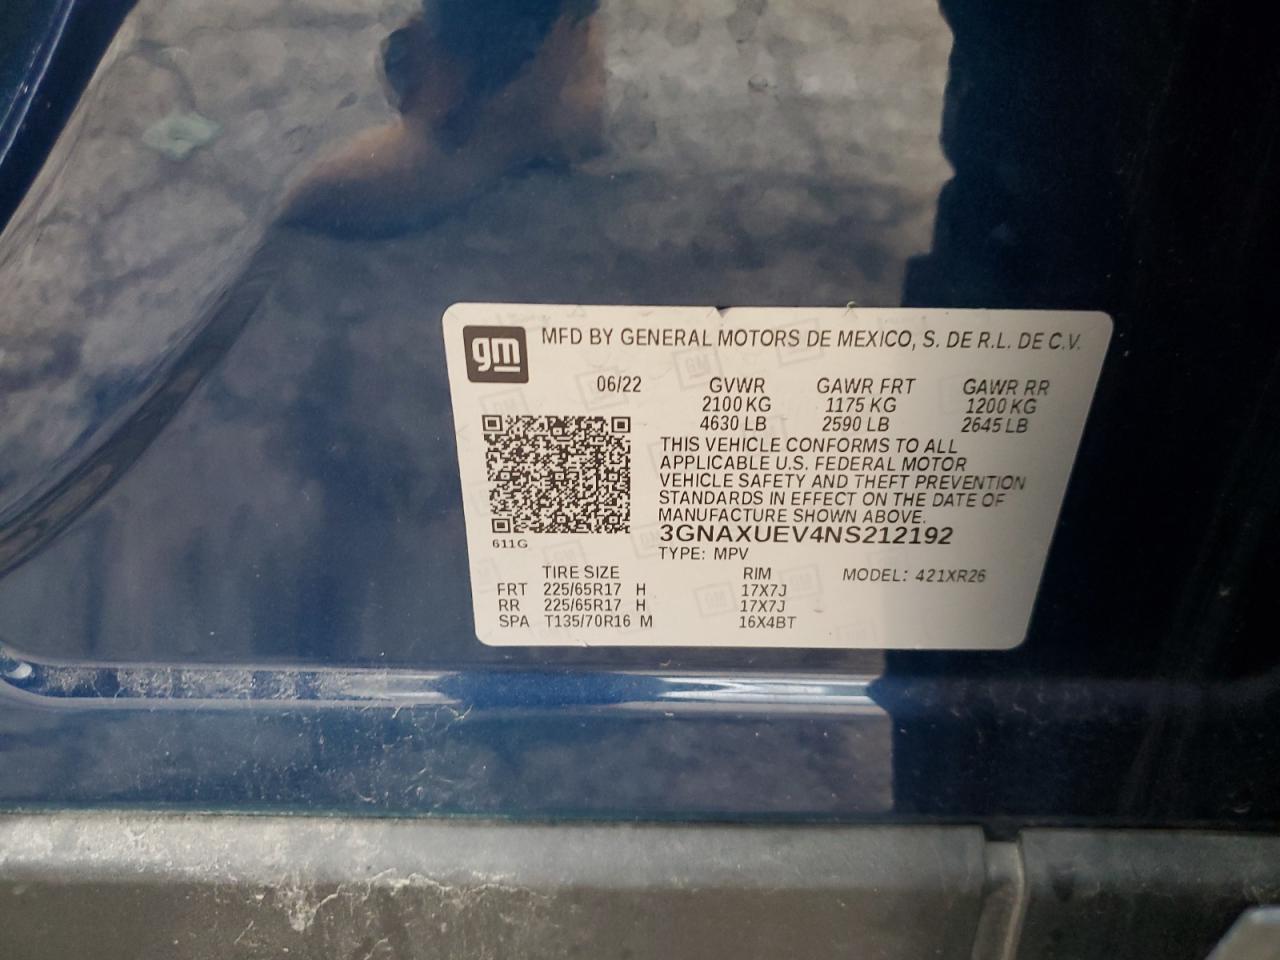 gm
MFD BY GENERAL MOTORS DE MEXICO, S. DE R.L. DE C.V.
06/22 GVWR GAWR FRT GAWR RR
2100 KG 1175 KG 1200 KG
4630 LB 2590 LB 2645 LB
THIS VEHICLE CONFORMS TO ALL
APPLICABLE U.S. FEDERAL MOTOR
VEHICLE SAFETY AND THEFT PREVENTION
STANDARDS IN EFFECT ON THE DATE OF
MANUFACTURE SHOWN ABOVE.
3GNAXUEV4NS212192
611G
TYPE: MPV
TIRE SIZE RIM MODEL: 421XR26
FRT 225/65R17 H 17X7J
RR 225/65R17 H 17X7J
SPA T135/70R16 M 16X4BT